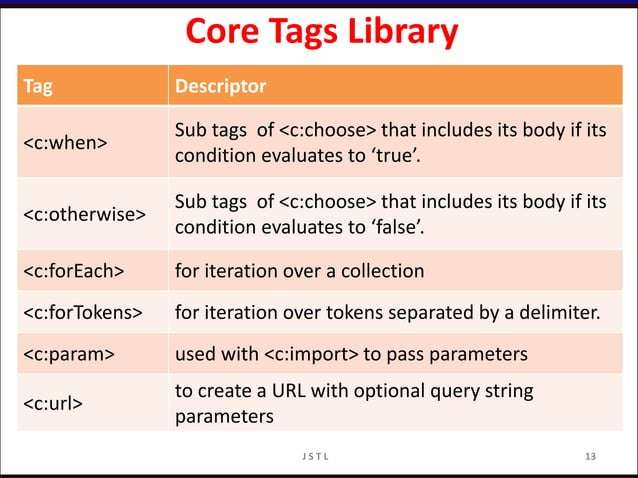 Core Tags Library
Tag Descriptor
<c:when> Sub tags of <c:choose> that includes its body if its
condition evaluates to ‘true’.
<c:otherwise> Sub tags of <c:choose> that includes its body if its
condition evaluates to ‘false’.
<c:forEach> for iteration over a collection
<c:forTokens> for iteration over tokens separated by a delimiter.
<c:param> used with <c:import> to pass parameters
<c:url> to create a URL with optional query string
parameters
J S T L 13